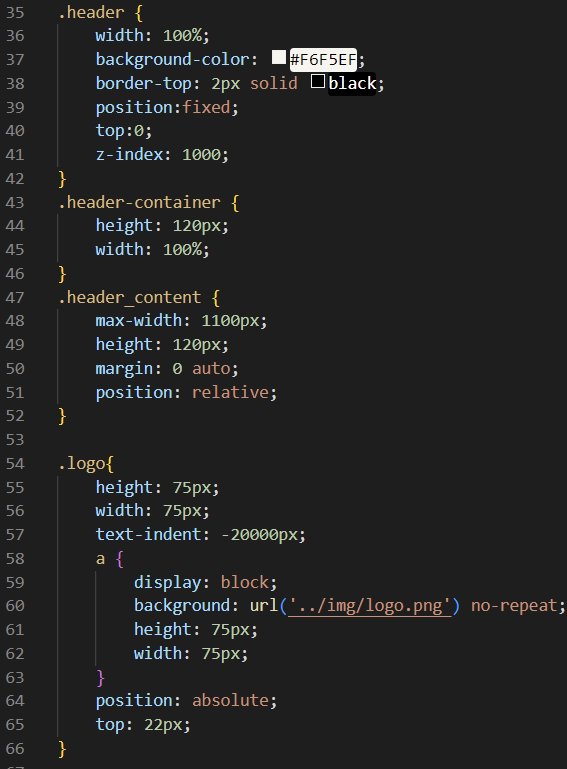 35 .header {
36 width: 100%;
37 background-color: #F6F5EF;
38 border-top: 2px solid black;
39 position:fixed;
40 top:0;
41 z-index: 1000;
42 }
43 .header-container {
44 height: 120px;
45 width: 100%;
46 }
47 .header_content {
48 max-width: 1100px;
49 height: 120px;
50 margin: 0 auto;
51 position: relative;
52 }
53
54 .logo{
55 height: 75px;
56 width: 75px;
57 text-indent: -20000px;
58 a {
59 display: block;
60 background: url('../img/logo.png') no-repeat;
61 height: 75px;
62 width: 75px;
63 }
64 position: absolute;
65 top: 22px;
66 }